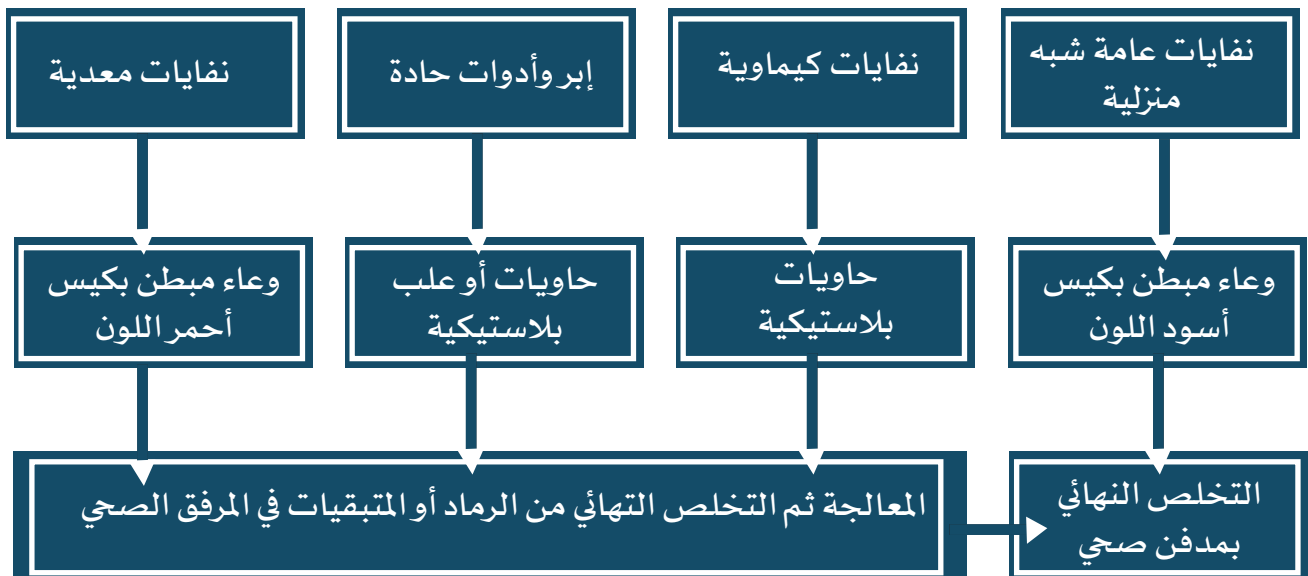 نفايات عامة شبه
منزلية
نفايات كيماوية
إبر وأدوات حادة
نفايات معدية
وعاء مبطن بكيس
أسود اللون
حاويات
بلاستيكية
حاويات أو علب
بلاستيكية
وعاء مبطن بكيس
أحمر اللون
المعالجة ثم التخلص التهائي من الرماد أو المتبقيات في المرفق الصحي
التخلص النهائي
بمدفن صحي